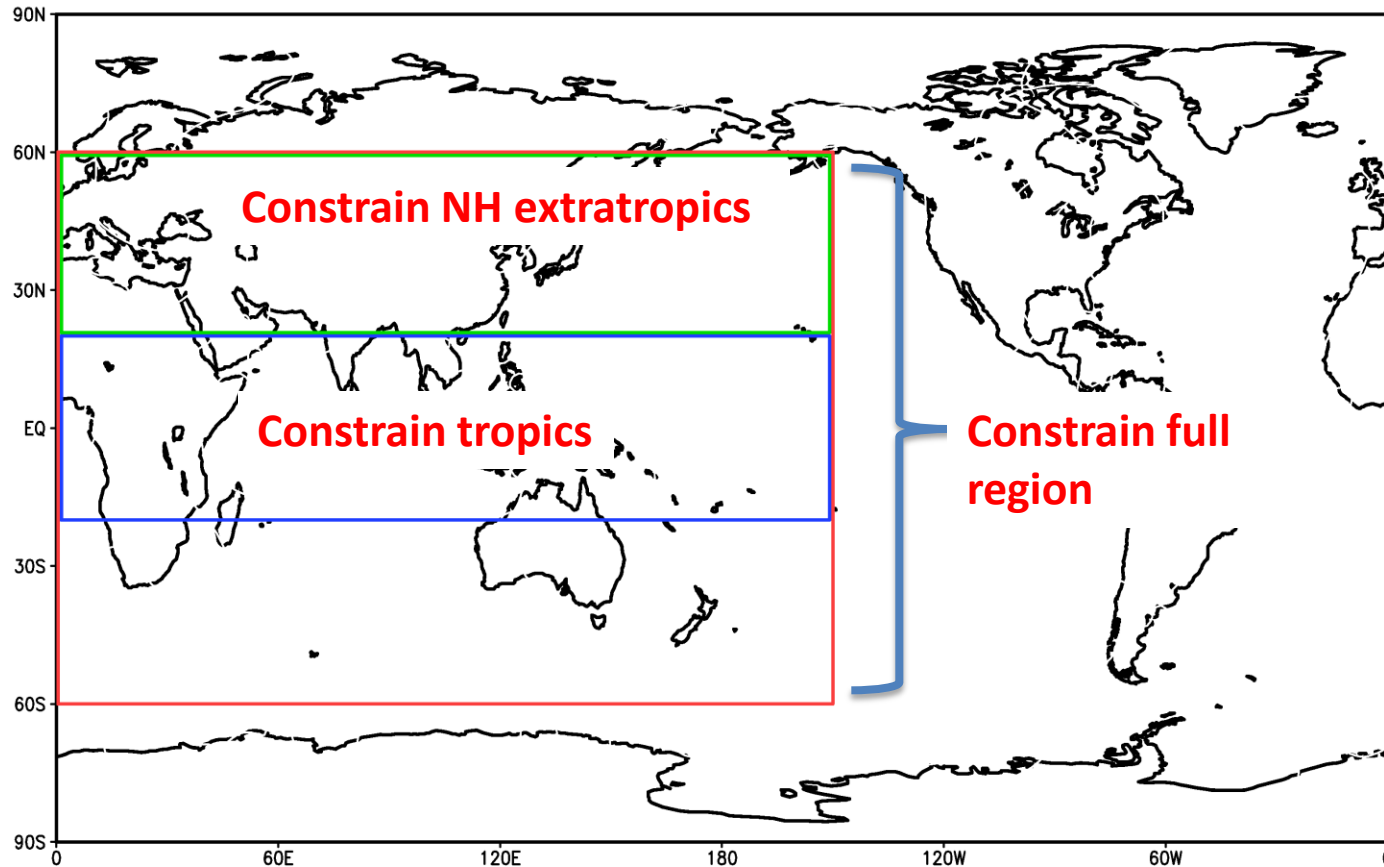 90N
60N
Constrain NH extratropics
30N
EQ
Constrain tropics
Constrain full
region
30S
60S
90S
0
60E
120E
180
120W
60W